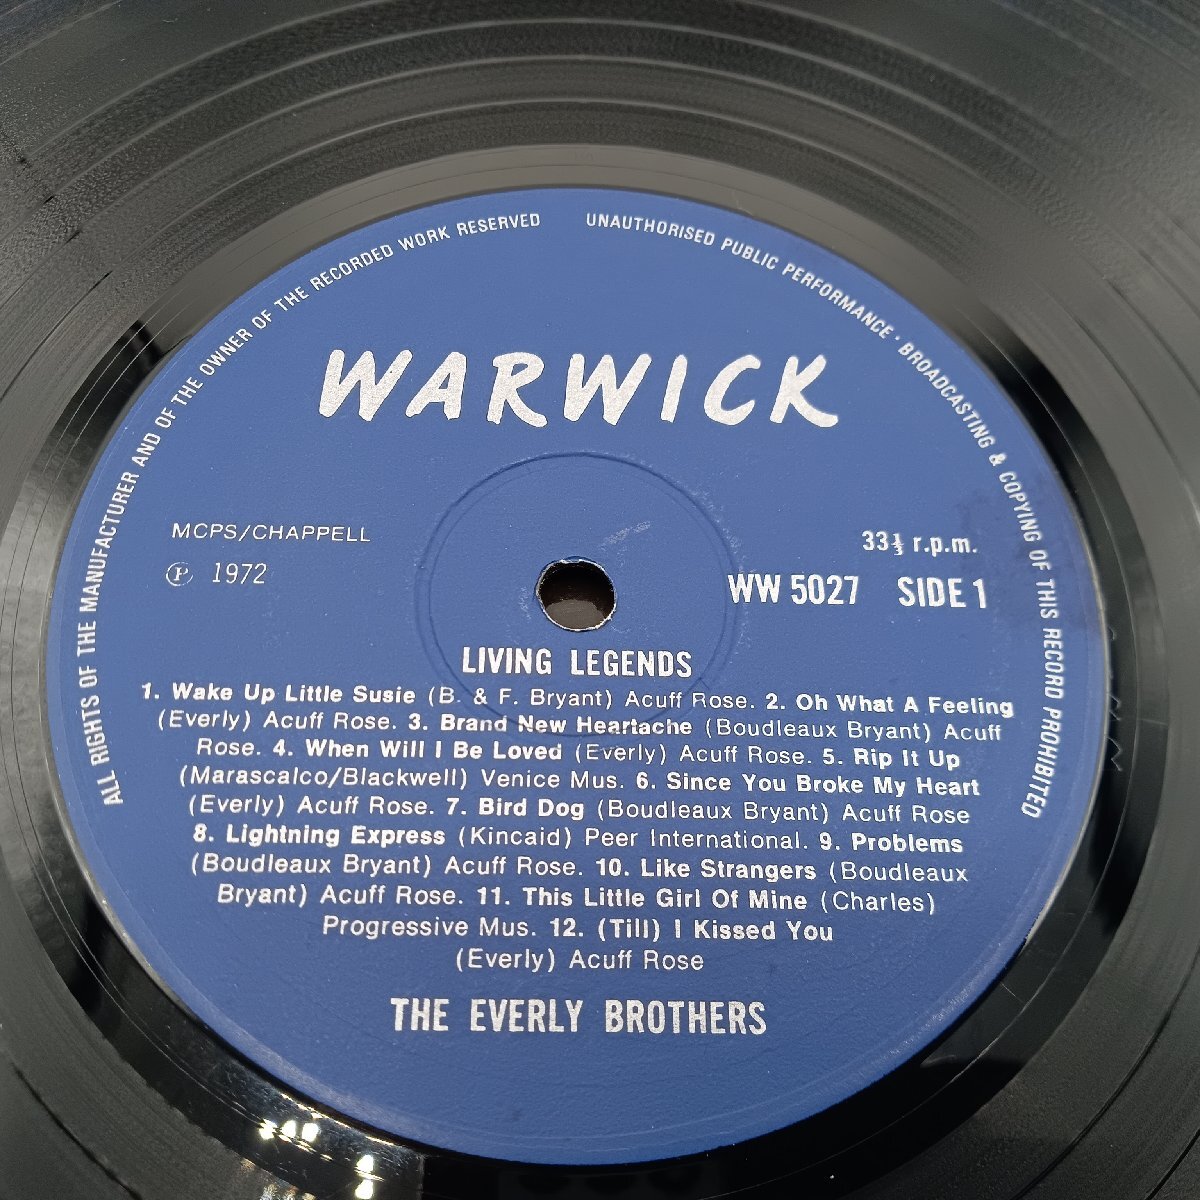 ALL RIGHTS OF THE MANUFACTURER AND OF THE OWNER OF THE RECORDED WORK RESERVED
UNAUTHORISED PUBLIC PERFORMANCE · BROADCASTING & COPYING OF THIS RECORD PROHIBITED
WARWICK
MCPS/CHAPPELL
℗ 1972
33⅓ r.p.m.
WW 5027 SIDE 1
LIVING LEGENDS
1. Wake Up Little Susie (B. & F. Bryant) Acuff Rose. 2. Oh What A Feeling
(Everly) Acuff Rose. 3. Brand New Heartache (Boudleaux Bryant) Acuff
Rose. 4. When Will I Be Loved (Everly) Acuff Rose. 5. Rip It Up
(Marascalco/Blackwell) Venice Mus. 6. Since You Broke My Heart
(Everly) Acuff Rose. 7. Bird Dog (Boudleaux Bryant) Acuff Rose
8. Lightning Express (Kincaid) Peer International. 9. Problems
(Boudleaux Bryant) Acuff Rose. 10. Like Strangers (Boudleaux
Bryant) Acuff Rose. 11. This Little Girl Of Mine (Charles)
Progressive Mus. 12. (Till) I Kissed You
(Everly) Acuff Rose
THE EVERLY BROTHERS